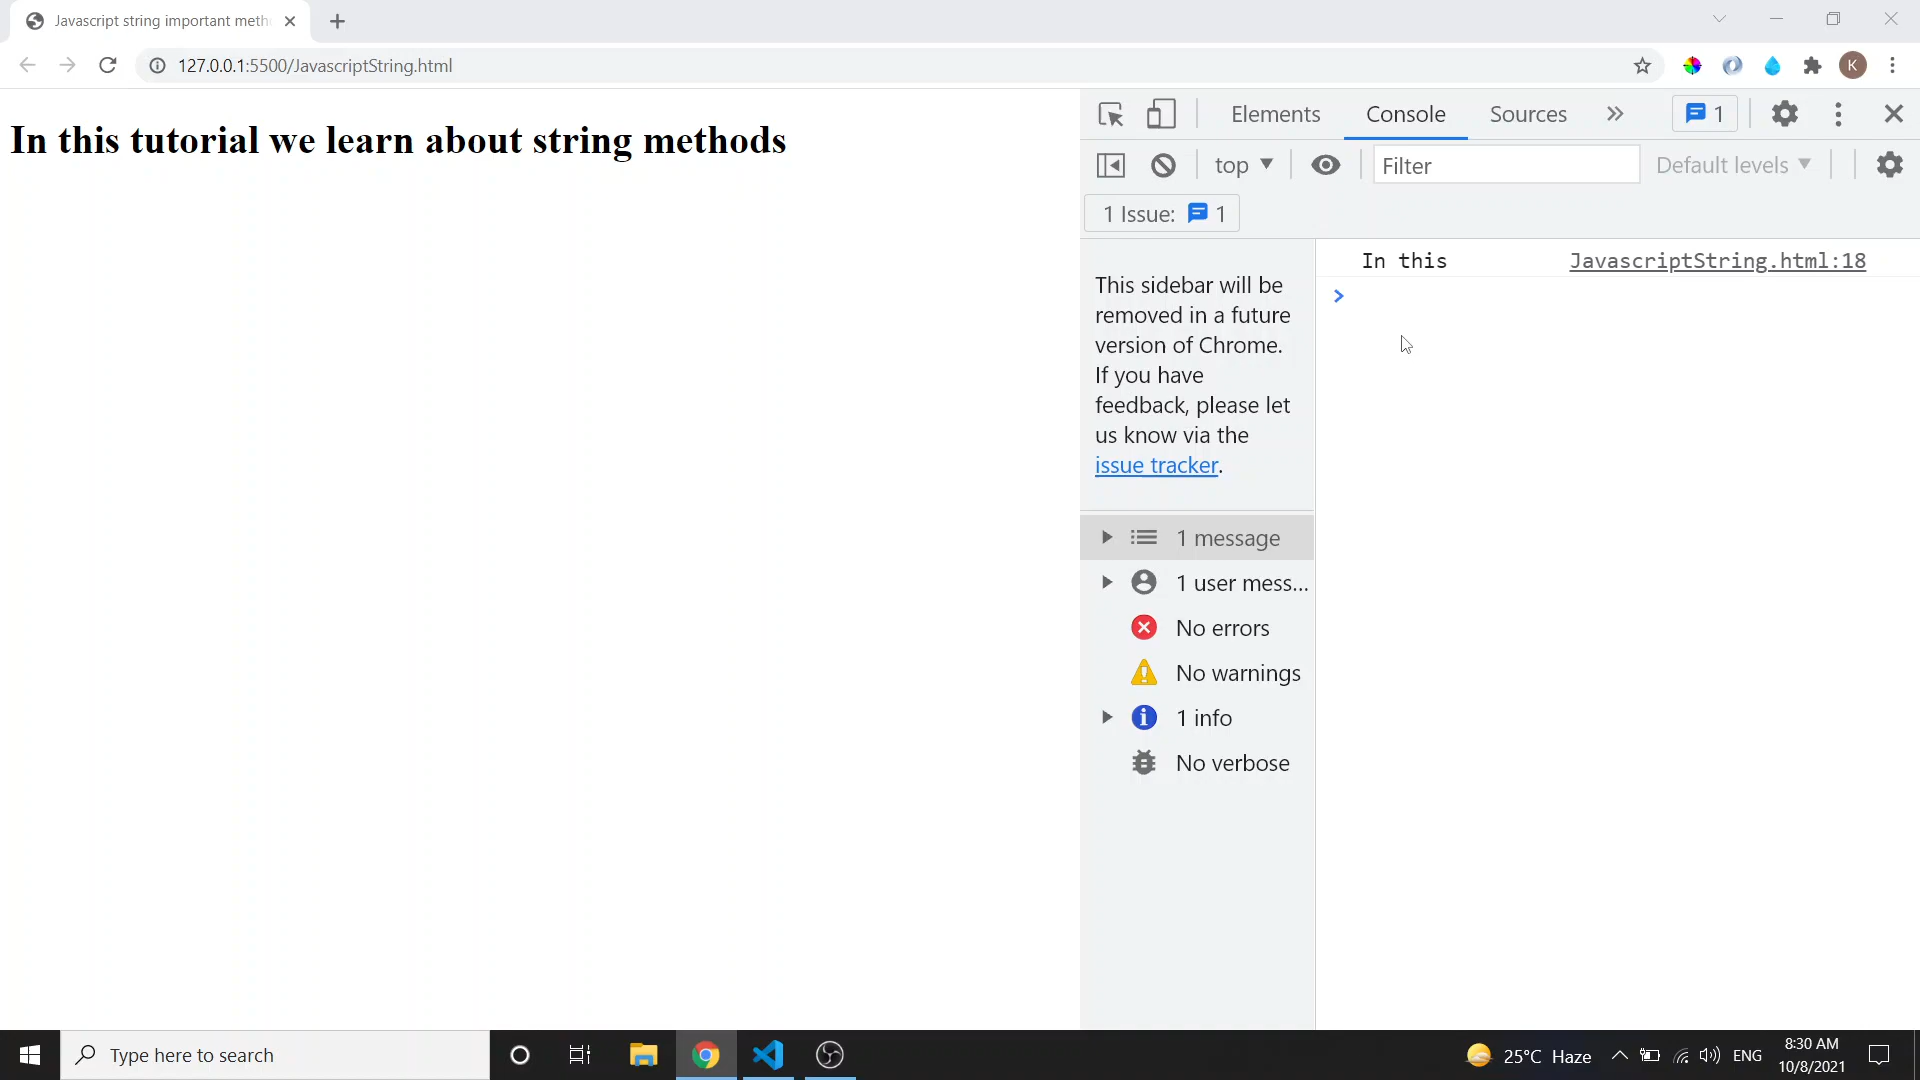 Javascript string important meth
127.0.0.1:5500/JavascriptString.html
K
In this tutorial we learn about string methods
Elements Console Sources 1
top Filter Default levels
1 Issue: 1
This sidebar will be
removed in a future
version of Chrome.
If you have
feedback, please let
us know via the
issue tracker.
1 message
1 user mess...
No errors
No warnings
1 info
No verbose
In this JavascriptString.html:18
Type here to search
25°C Haze
ENG
8:30 AM
10/8/2021